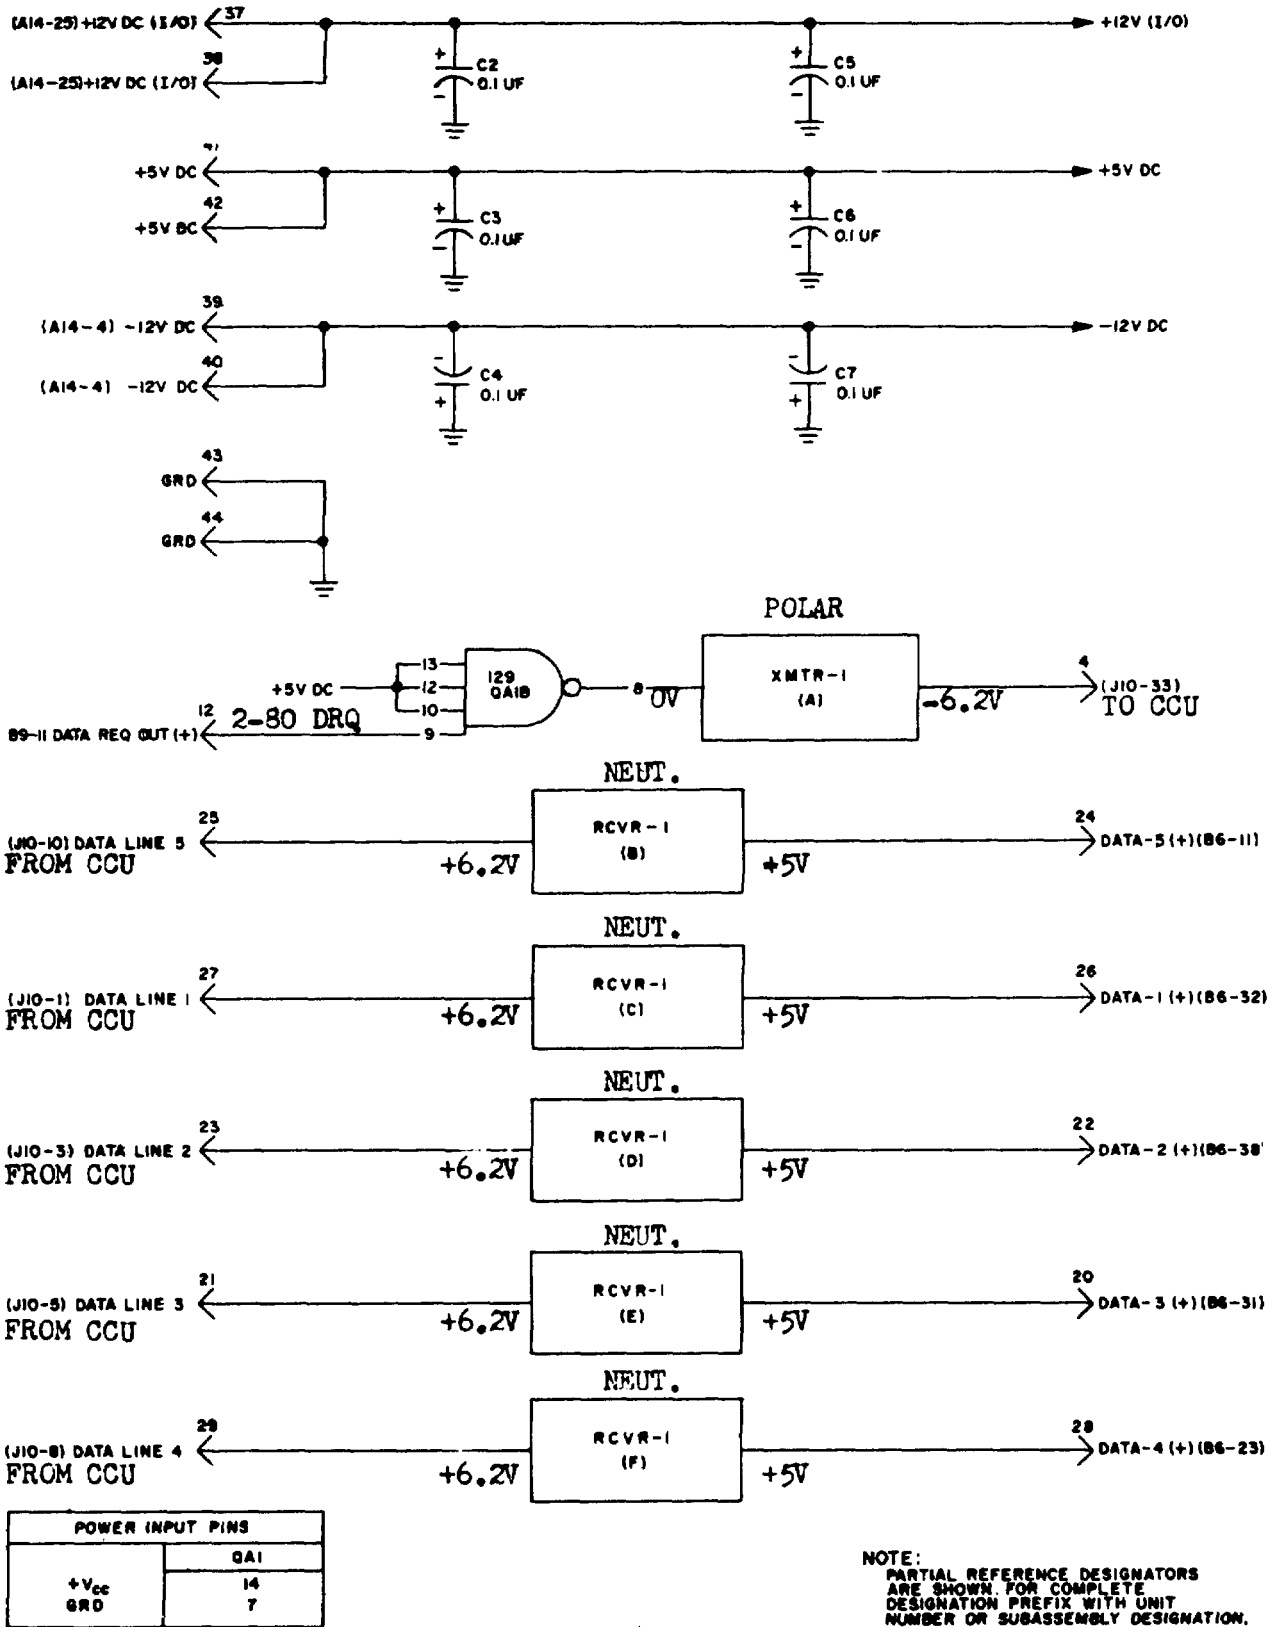 37
(A14-25)+12V DC (I/O)
+12V (I/O)
38
(A14-25)+12V DC (I/O)
+ C2
0.1 UF
-
+ C5
0.1 UF
-
41
+5V DC
+5V DC
42
+5V DC
+ C3
0.1 UF
-
+ C6
0.1 UF
-
39
(A14-4) -12V DC
-12V DC
40
(A14-4) -12V DC
- C4
0.1 UF
+
- C7
0.1 UF
+
43
GRD
44
GRD
POLAR
13
12
10
9
129
QA1B
8
0V
XMTR-1
(A)
-6.2V
4
(J10-33)
TO CCU
+5V DC
12
2-80 DRQ
B9-11 DATA REQ OUT (+)
NEUT.
25
(J10-10) DATA LINE 5
FROM CCU
+6.2V
RCVR-1
(B)
+5V
24
DATA-5 (+)(B6-11)
NEUT.
27
(J10-1) DATA LINE 1
FROM CCU
+6.2V
RCVR-1
(C)
+5V
26
DATA-1 (+)(B6-32)
NEUT.
23
(J10-3) DATA LINE 2
FROM CCU
+6.2V
RCVR-1
(D)
+5V
22
DATA-2 (+)(B6-38)
NEUT.
21
(J10-5) DATA LINE 3
FROM CCU
+6.2V
RCVR-1
(E)
+5V
20
DATA-3 (+)(B6-31)
NEUT.
29
(J10-8) DATA LINE 4
FROM CCU
+6.2V
RCVR-1
(F)
+5V
28
DATA-4 (+)(B6-23)
POWER INPUT PINS
QA1
+Vcc 14
GRD 7
NOTE:
PARTIAL REFERENCE DESIGNATORS
ARE SHOWN. FOR COMPLETE
DESIGNATION PREFIX WITH UNIT
NUMBER OR SUBASSEMBLY DESIGNATION.